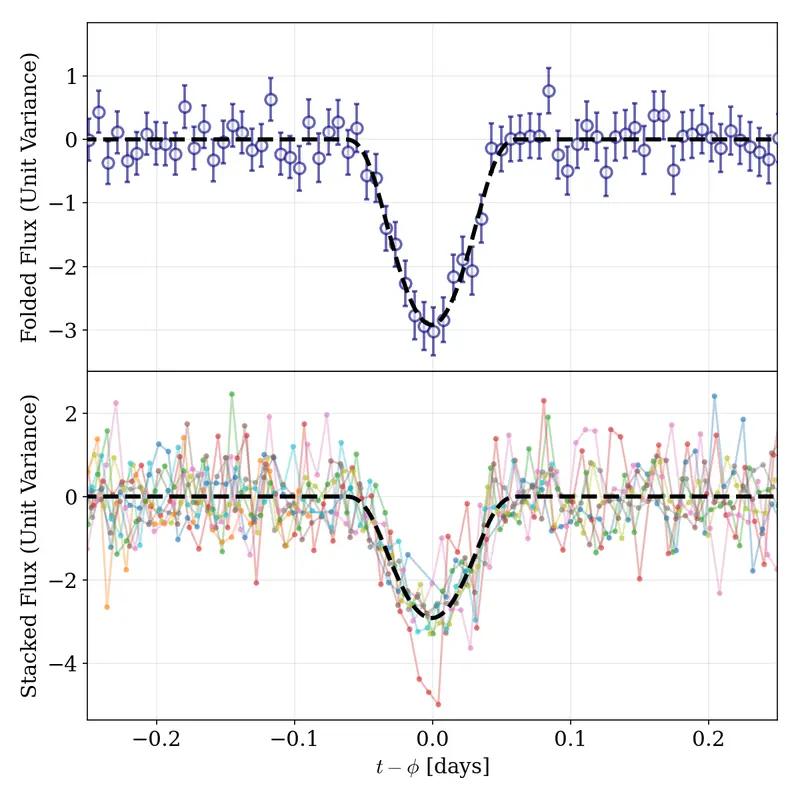 Folded Flux (Unit Variance)
1
0
−1
−2
−3
Stacked Flux (Unit Variance)
2
0
−2
−4
−0.2 −0.1 0.0 0.1 0.2
t − ϕ [days]